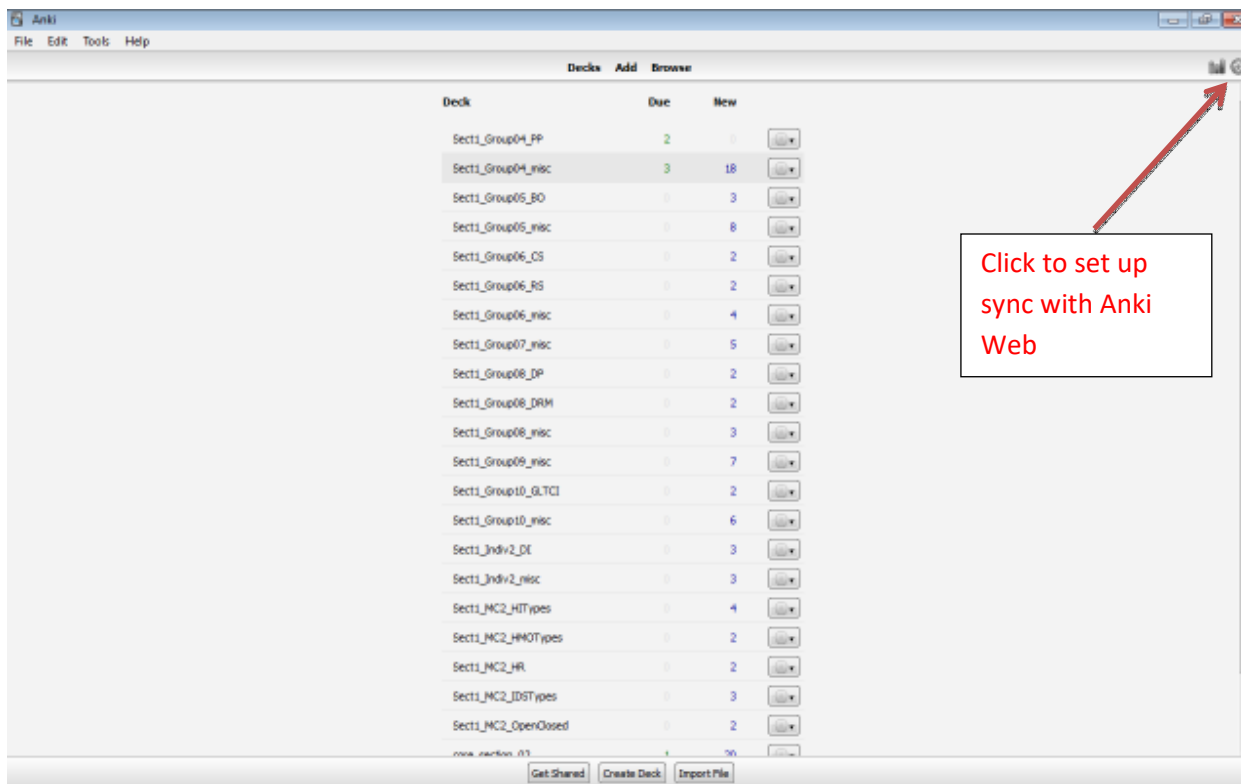 Anki
File Edit Tools Help
Decks Add Browse
Deck Due New
Sect1_Group04_PP 2 0
Sect1_Group04_misc 3 18
Sect1_Group05_BO 0 3
Sect1_Group05_misc 0 8
Sect1_Group06_CS 0 2
Sect1_Group06_RS 0 2
Sect1_Group06_misc 0 4
Sect1_Group07_misc 0 5
Sect1_Group08_DP 0 2
Sect1_Group08_DRM 0 2
Sect1_Group08_misc 0 3
Sect1_Group09_misc 0 7
Sect1_Group10_GLTCI 0 2
Sect1_Group10_misc 0 6
Sect1_Indiv2_DI 0 3
Sect1_Indiv2_misc 0 3
Sect1_MC2_HITypes 0 4
Sect1_MC2_HMOTypes 0 2
Sect1_MC2_HR 0 2
Sect1_MC2_IDSTypes 0 3
Sect1_MC2_OpenClosed 0 2
Click to set up
sync with Anki
Web
Get Shared Create Deck Import File